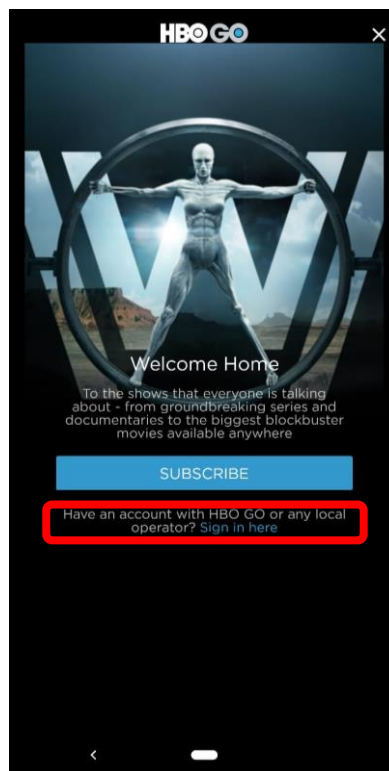 HBO GO
Welcome Home
To the shows that everyone is talking
about - from groundbreaking series and
documentaries to the biggest blockbuster
movies available anywhere
SUBSCRIBE
Have an account with HBO GO or any local
operator? Sign in here